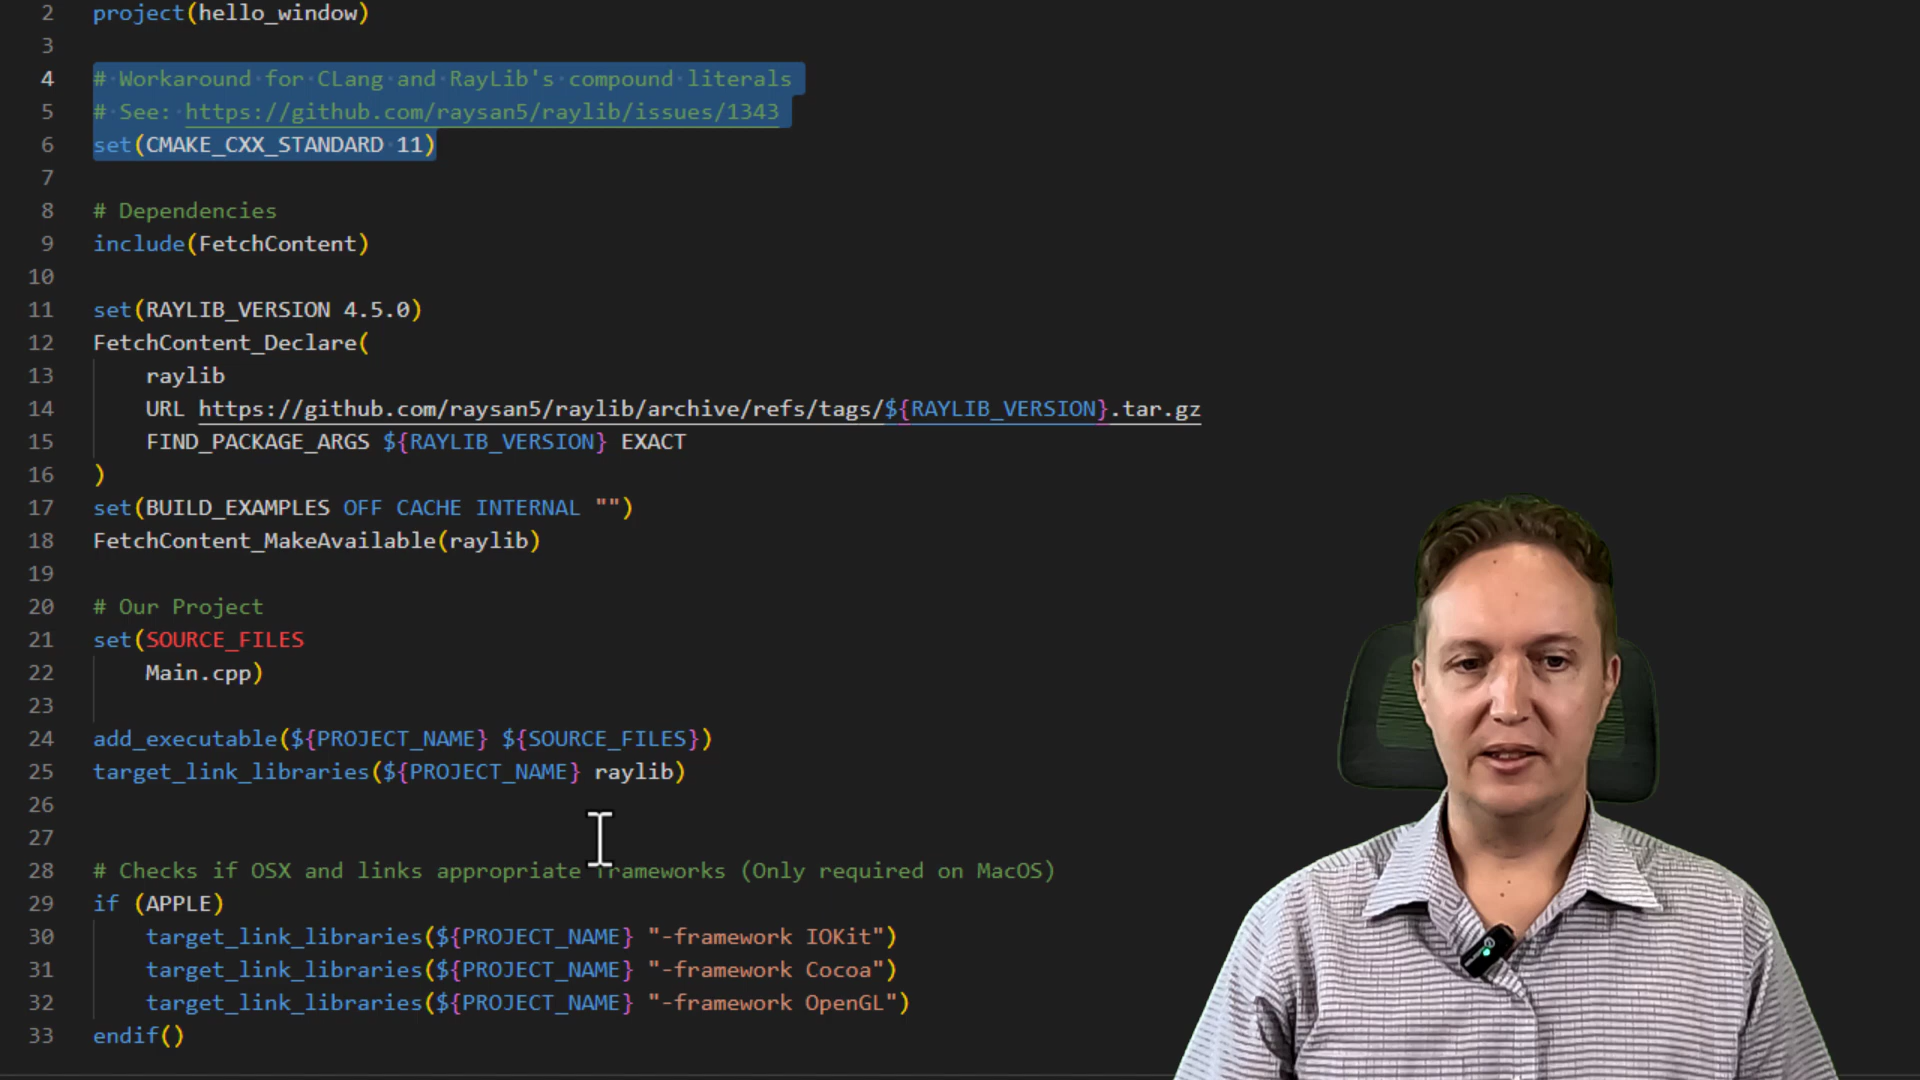 2 project(hello_window)
3
4 # Workaround for CLang and RayLib's compound literals
5 # See: https://github.com/raysan5/raylib/issues/1343
6 set(CMAKE_CXX_STANDARD 11)
7
8 # Dependencies
9 include(FetchContent)
10
11 set(RAYLIB_VERSION 4.5.0)
12 FetchContent_Declare(
13 raylib
14 URL https://github.com/raysan5/raylib/archive/refs/tags/${RAYLIB_VERSION}.tar.gz
15 FIND_PACKAGE_ARGS ${RAYLIB_VERSION} EXACT
16 )
17 set(BUILD_EXAMPLES OFF CACHE INTERNAL "")
18 FetchContent_MakeAvailable(raylib)
19
20 # Our Project
21 set(SOURCE_FILES
22 Main.cpp)
23
24 add_executable(${PROJECT_NAME} ${SOURCE_FILES})
25 target_link_libraries(${PROJECT_NAME} raylib)
26
27
28 # Checks if OSX and links appropriate frameworks (Only required on MacOS)
29 if (APPLE)
30 target_link_libraries(${PROJECT_NAME} "-framework IOKit")
31 target_link_libraries(${PROJECT_NAME} "-framework Cocoa")
32 target_link_libraries(${PROJECT_NAME} "-framework OpenGL")
33 endif()